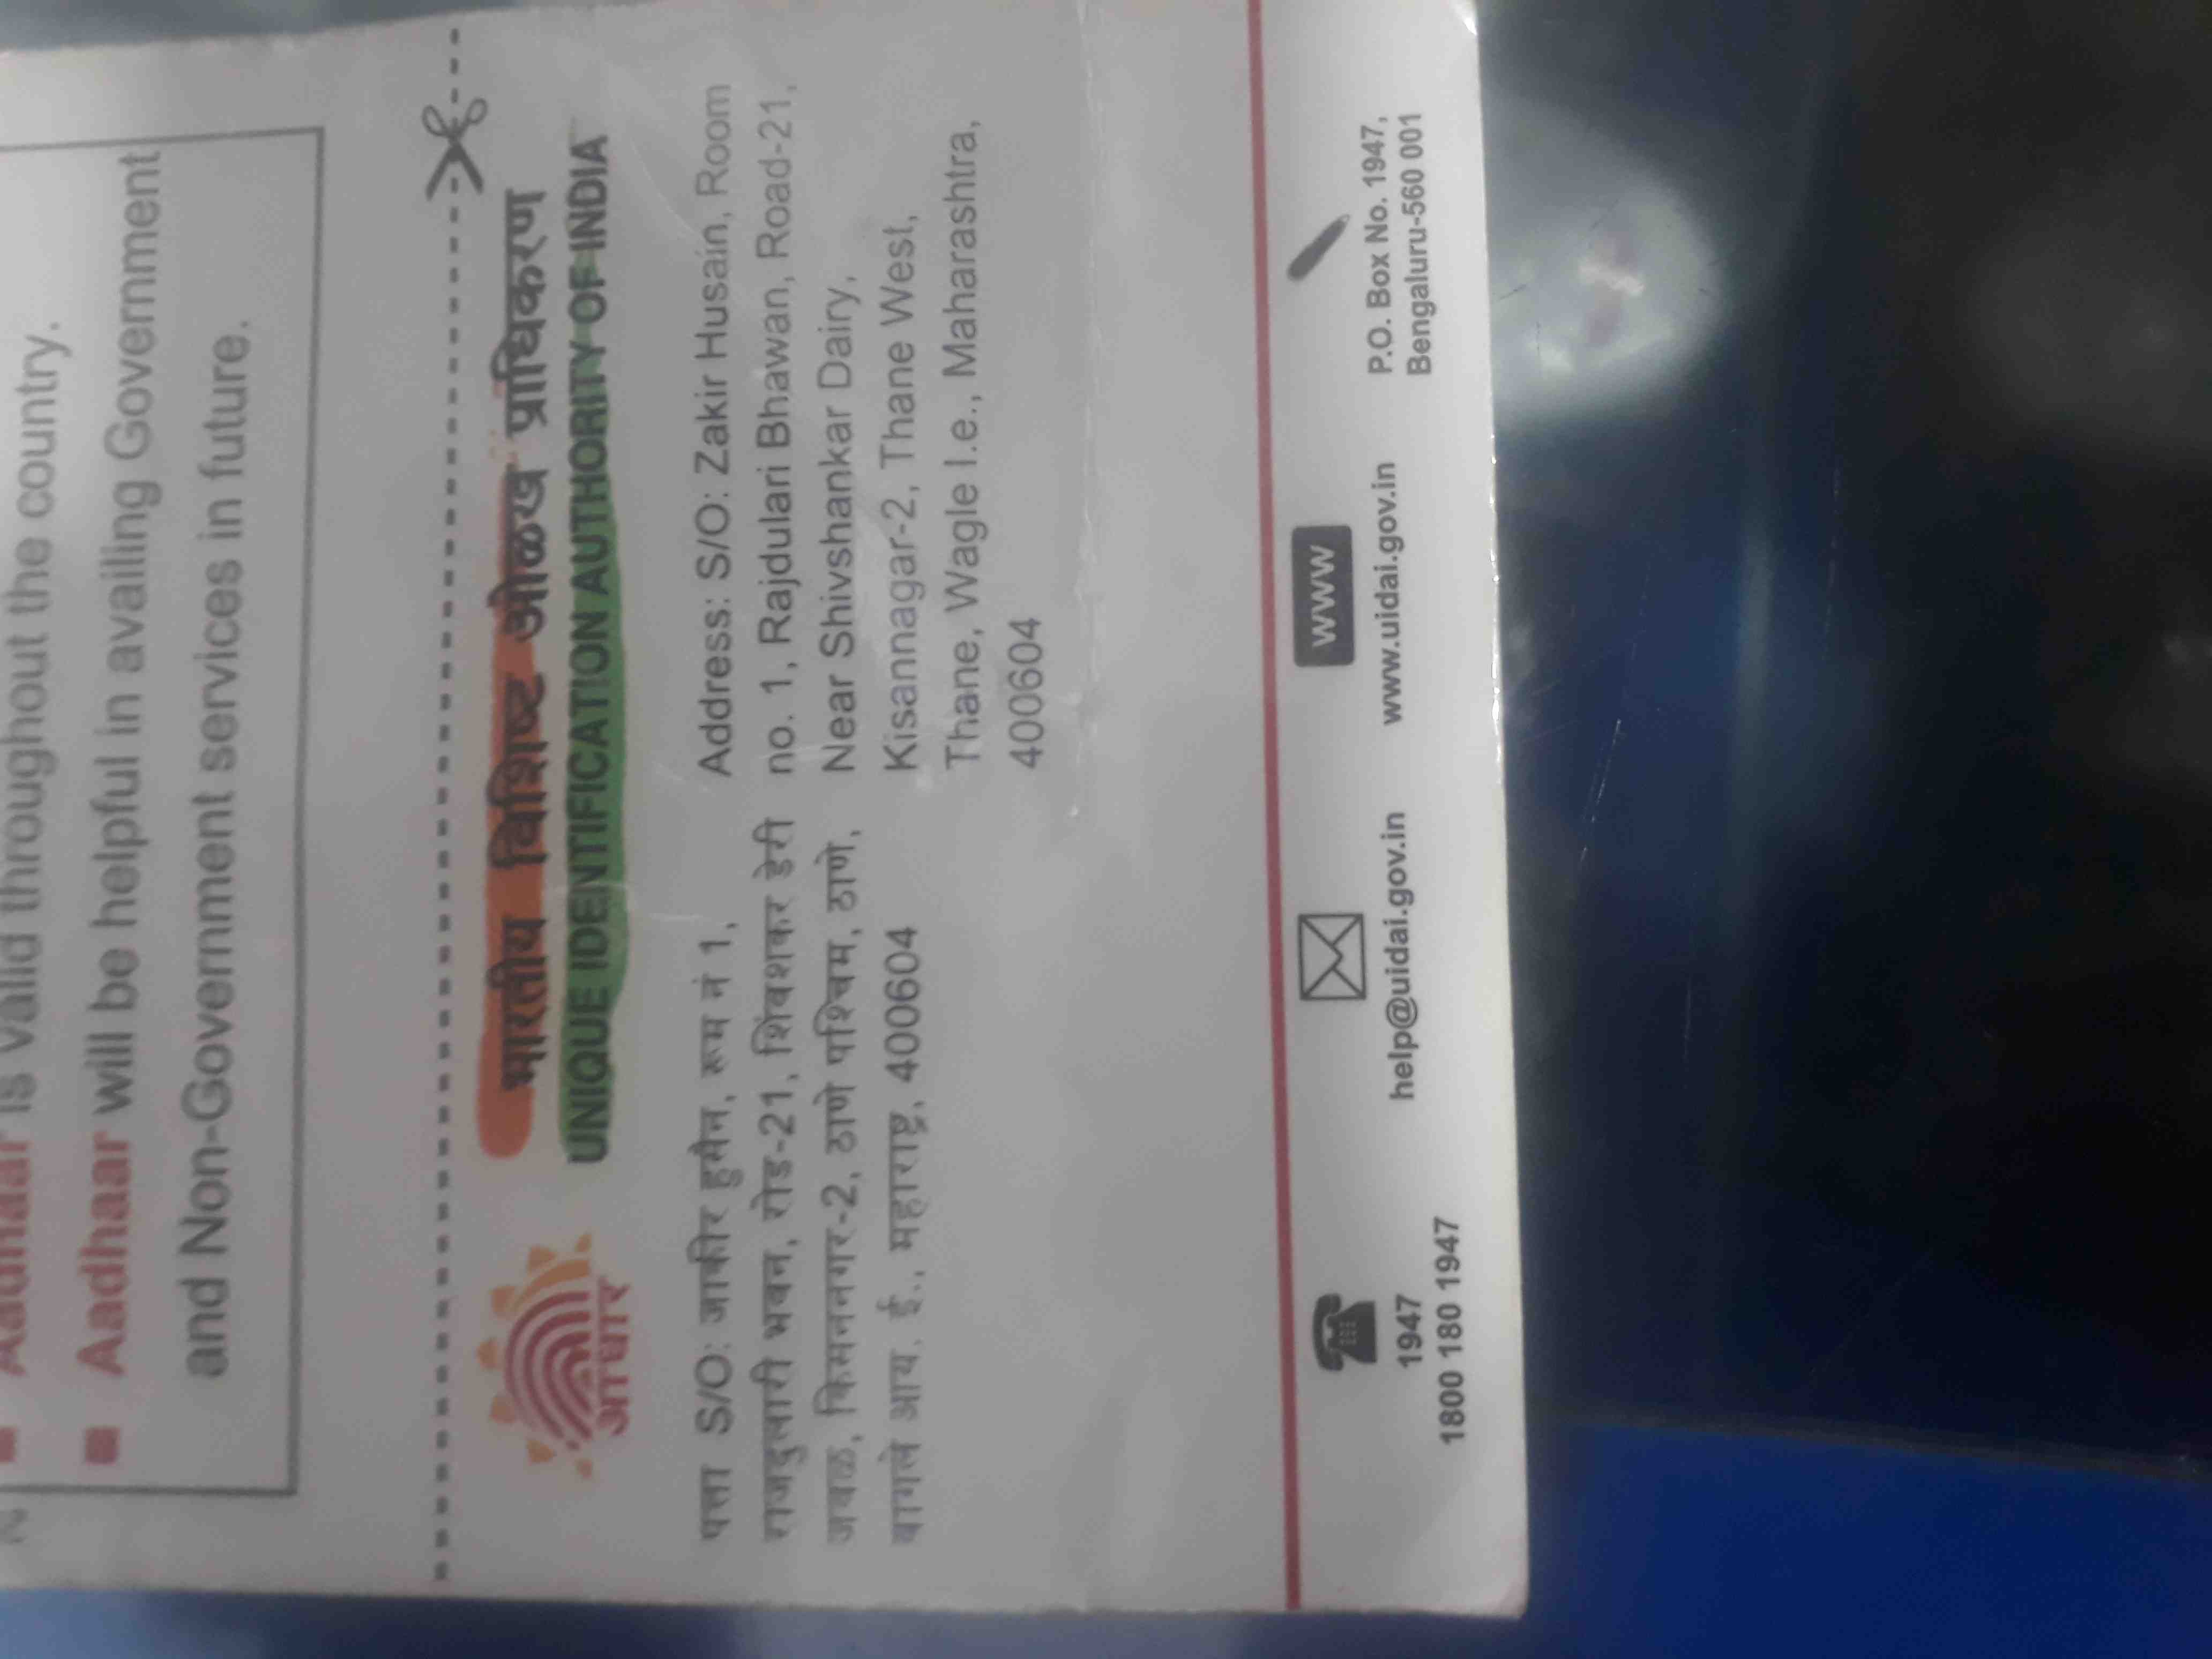 Aadhaar is valid throughout the country.
Aadhaar will be helpful in availing Government
and Non-Government services in future.
भारतीय विशिष्ट ओळख प्राधिकरण
UNIQUE IDENTIFICATION AUTHORITY OF INDIA
आधार
पत्ता S/O: जाकीर हुसैन, रूम नं 1,
राजदुलारी भवन, रोड-21, शिवशंकर डेरी
जवळ, किसननगर-2, ठाणे पश्चिम, ठाणे,
वागले आय. ई., महाराष्ट्र, 400604
Address: S/O: Zakir Husain, Room
no. 1, Rajdulari Bhawan, Road-21,
Near Shivshankar Dairy,
Kisannagar-2, Thane West,
Thane, Wagle I.e., Maharashtra,
400604
1947
1800 180 1947
help@uidai.gov.in
www
www.uidai.gov.in
P.O. Box No. 1947,
Bengaluru-560 001